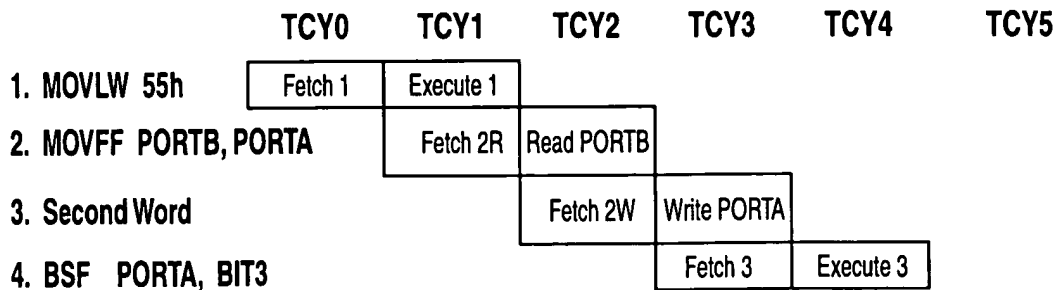 TCY0 TCY1 TCY2 TCY3 TCY4 TCY5
1. MOVLW 55h Fetch 1 Execute 1
2. MOVFF PORTB, PORTA Fetch 2R Read PORTB
3. Second Word Fetch 2W Write PORTA
4. BSF PORTA, BIT3 Fetch 3 Execute 3